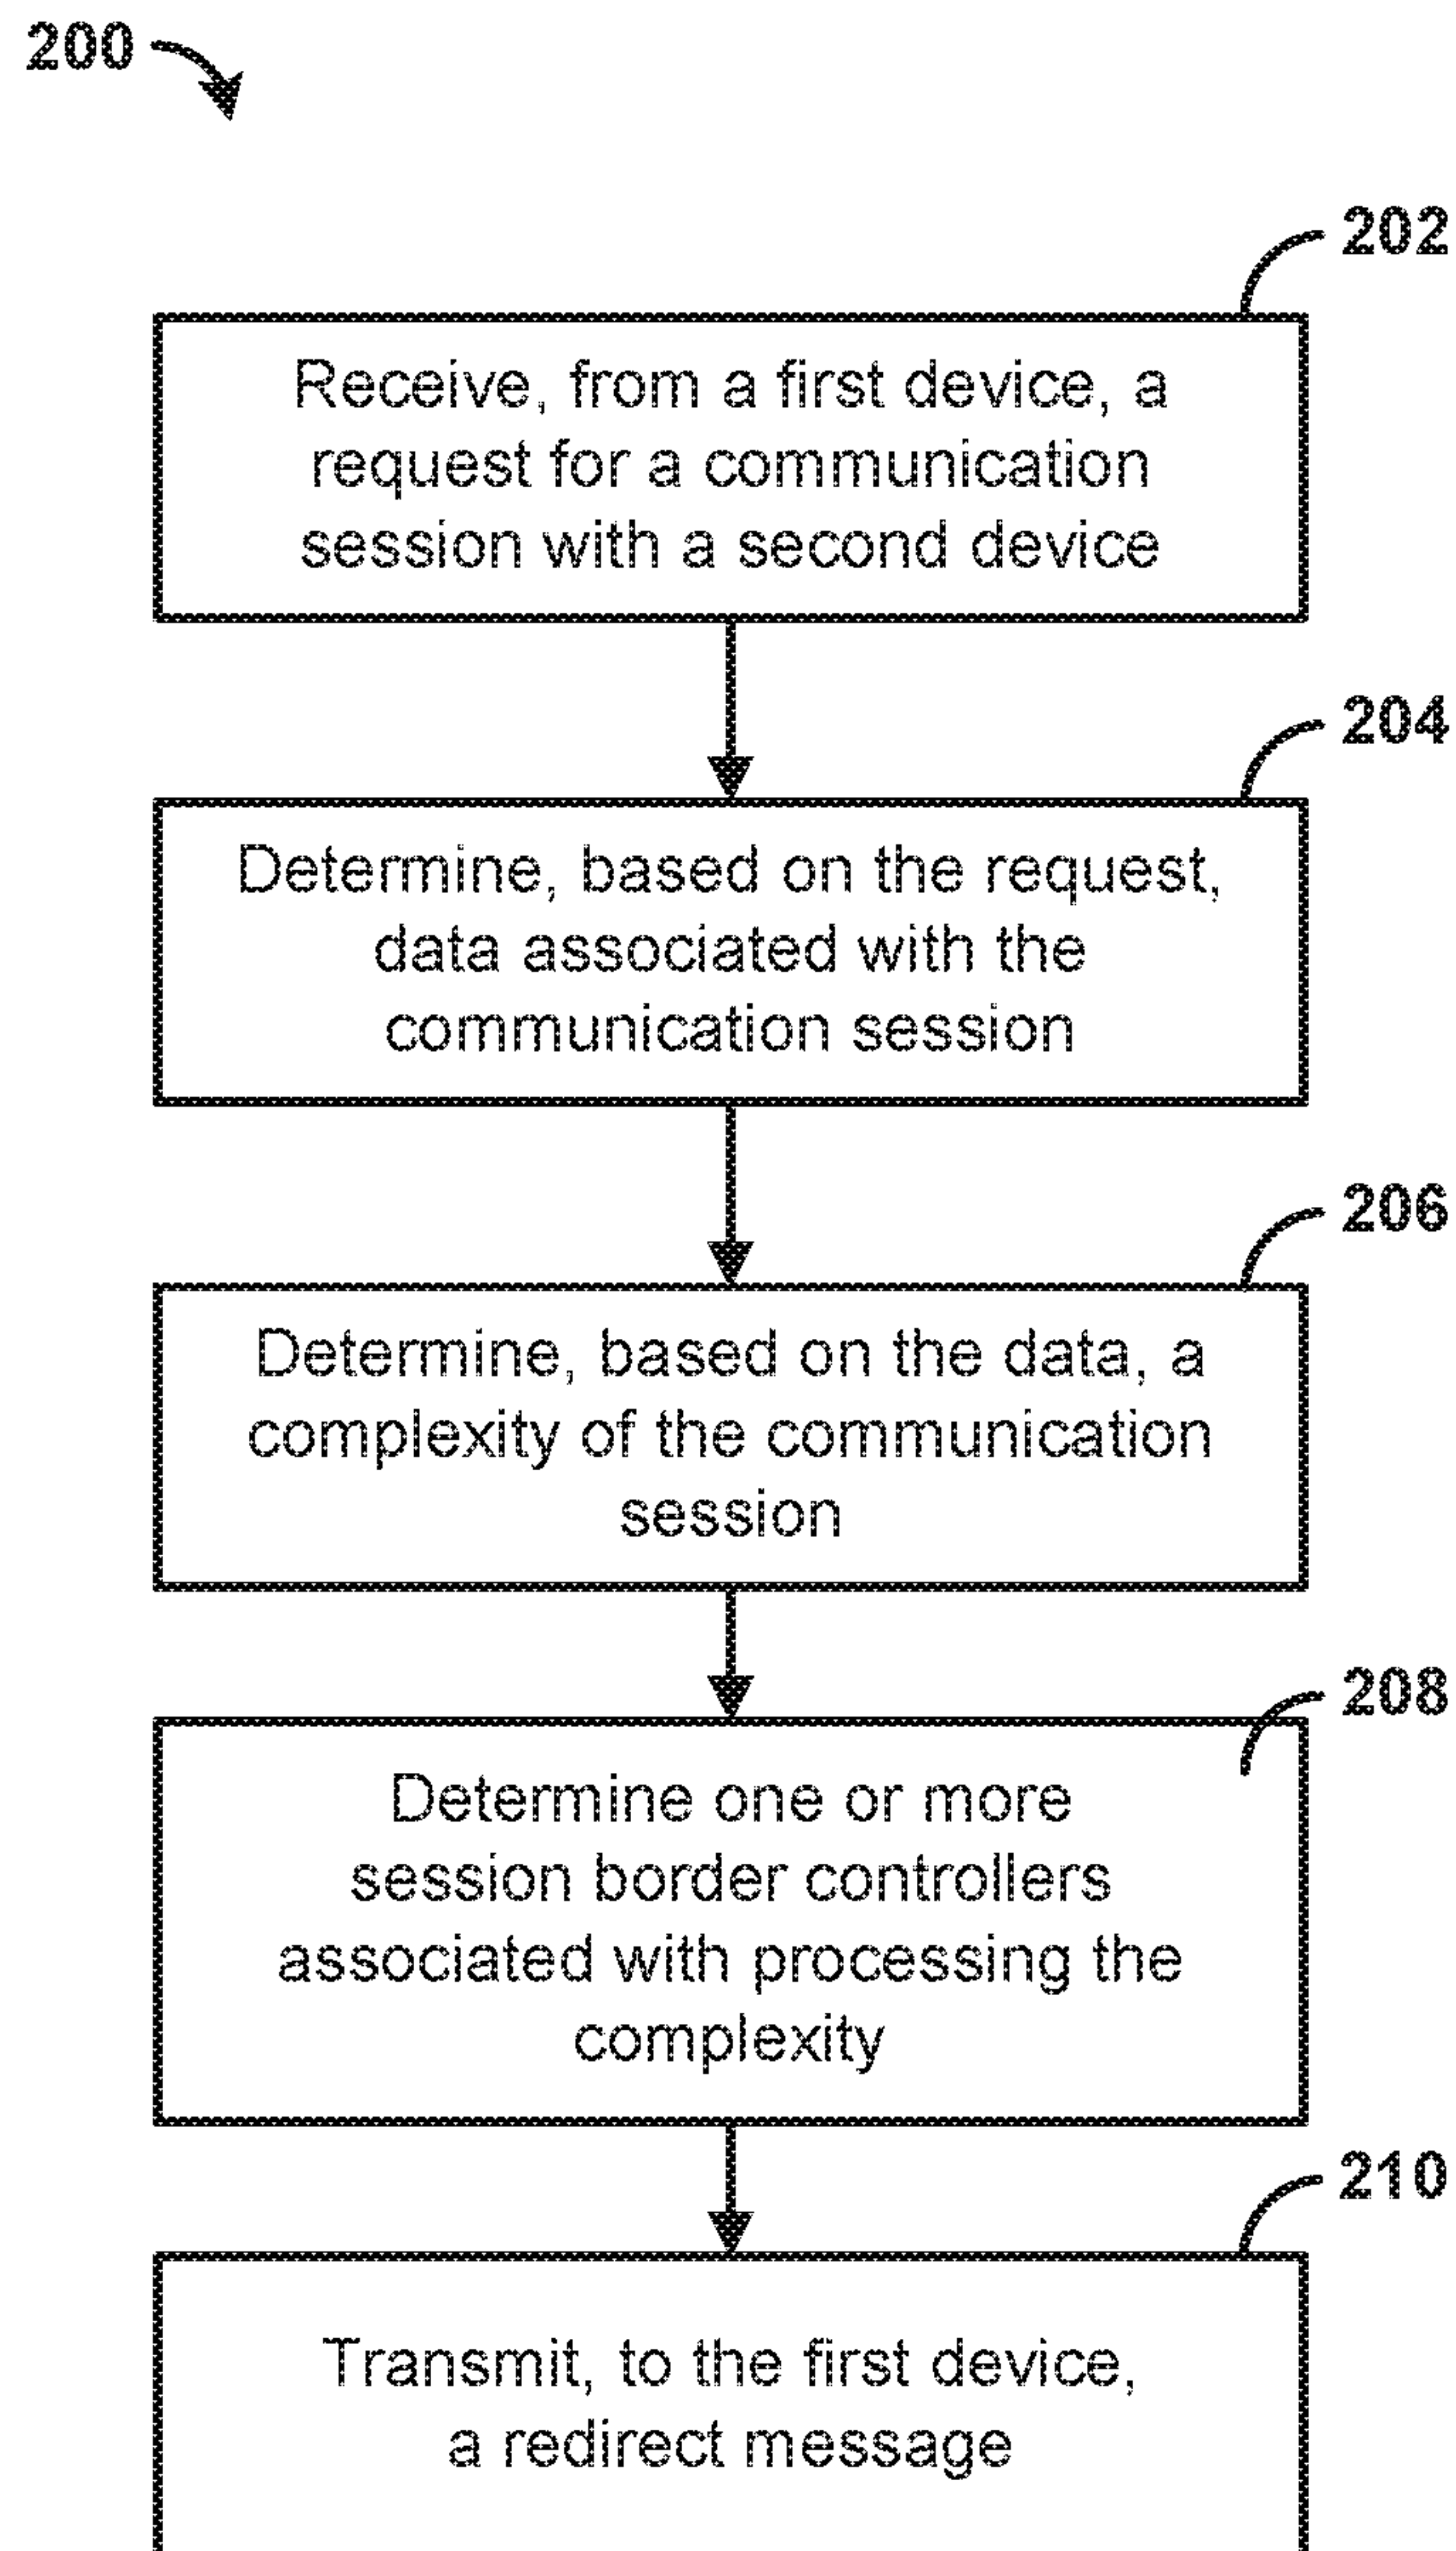 200
202
Receive, from a first device, a
request for a communication
session with a second device
204
Determine, based on the request,
data associated with the
communication session
206
Determine, based on the data, a
complexity of the communication
session
208
Determine one or more
session border controllers
associated with processing the
complexity
210
Transmit, to the first device,
a redirect message